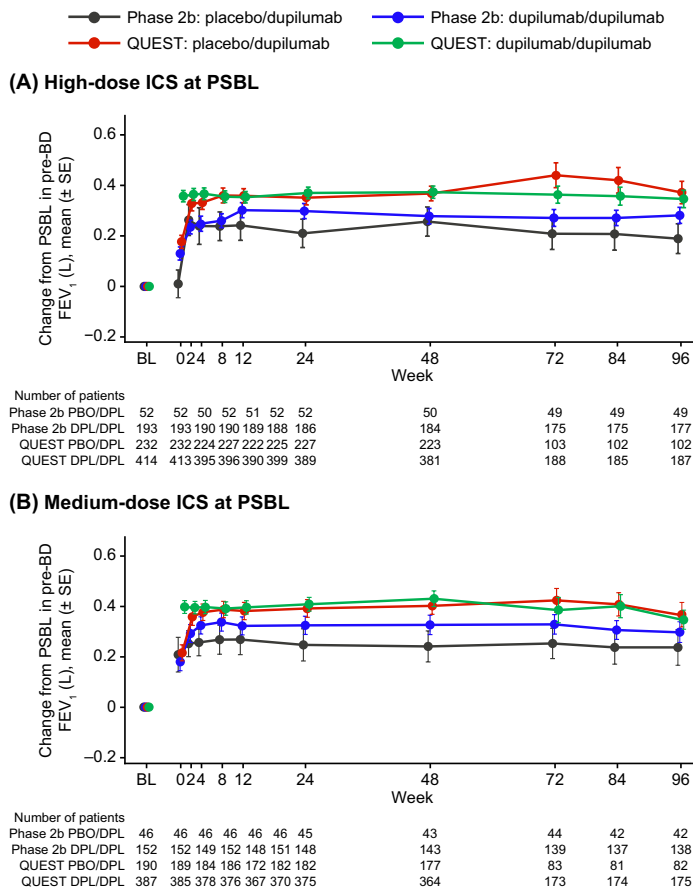 Phase 2b: placebo/dupilumab Phase 2b: dupilumab/dupilumab
QUEST: placebo/dupilumab QUEST: dupilumab/dupilumab
(A) High-dose ICS at PSBL
Change from PSBL in pre-BD
FEV1 (L), mean (± SE)
0.6
0.4
0.2
0
–0.2
BL 0 2 4 8 12 24 48 72 84 96
Week
Number of patients
Phase 2b PBO/DPL 52 52 50 52 51 52 52 50 49 49 49
Phase 2b DPL/DPL 193 193 190 190 189 188 186 184 175 175 177
QUEST PBO/DPL 232 232 224 227 222 225 227 223 103 102 102
QUEST DPL/DPL 414 413 395 396 390 399 389 381 188 185 187
(B) Medium-dose ICS at PSBL
Change from PSBL in pre-BD
FEV1 (L), mean (± SE)
0.6
0.4
0.2
0
–0.2
BL 0 2 4 8 12 24 48 72 84 96
Week
Number of patients
Phase 2b PBO/DPL 46 46 46 46 46 46 45 43 44 42 42
Phase 2b DPL/DPL 152 152 149 152 148 151 148 143 139 137 138
QUEST PBO/DPL 190 189 184 186 172 182 182 177 83 81 82
QUEST DPL/DPL 387 385 378 376 367 370 375 364 173 174 175